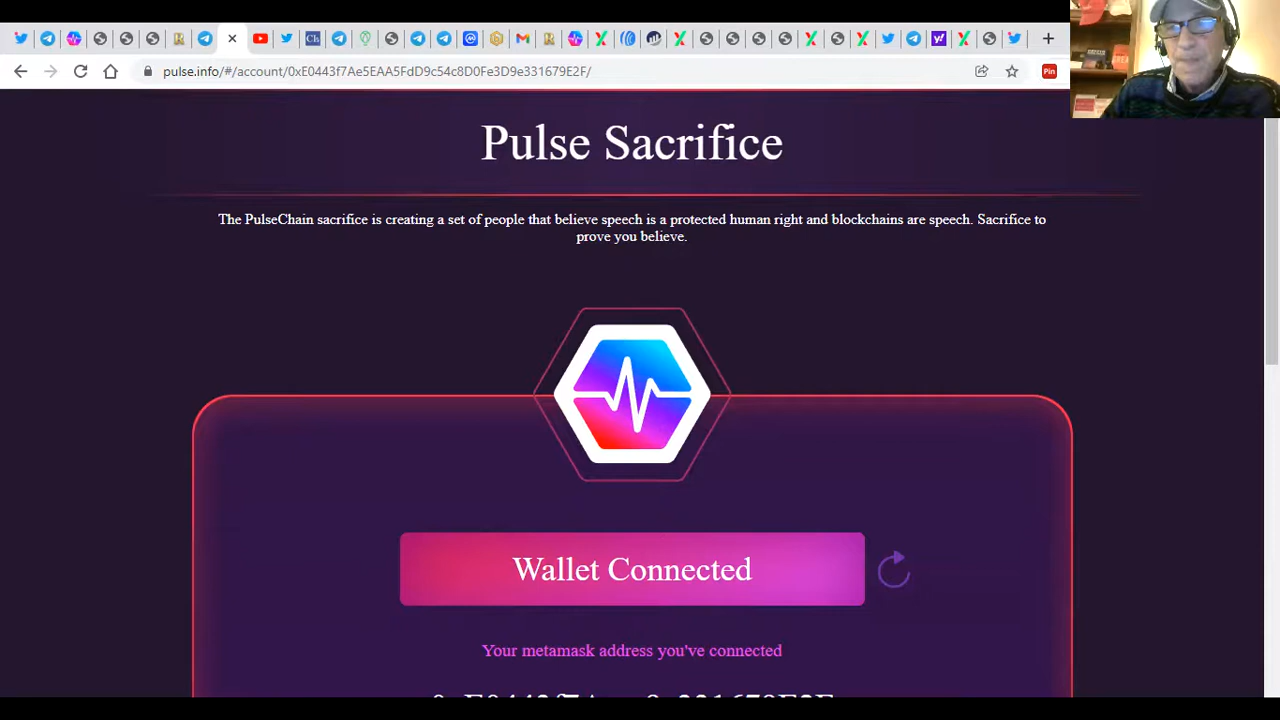 pulse.info/#/account/0xE0443f7Ae5EAA5FdD9c54c8D0Fe3D9e331679E2F/
Pin
Pulse Sacrifice
The PulseChain sacrifice is creating a set of people that believe speech is a protected human right and blockchains are speech. Sacrifice to
prove you believe.
Wallet Connected
Your metamask address you've connected